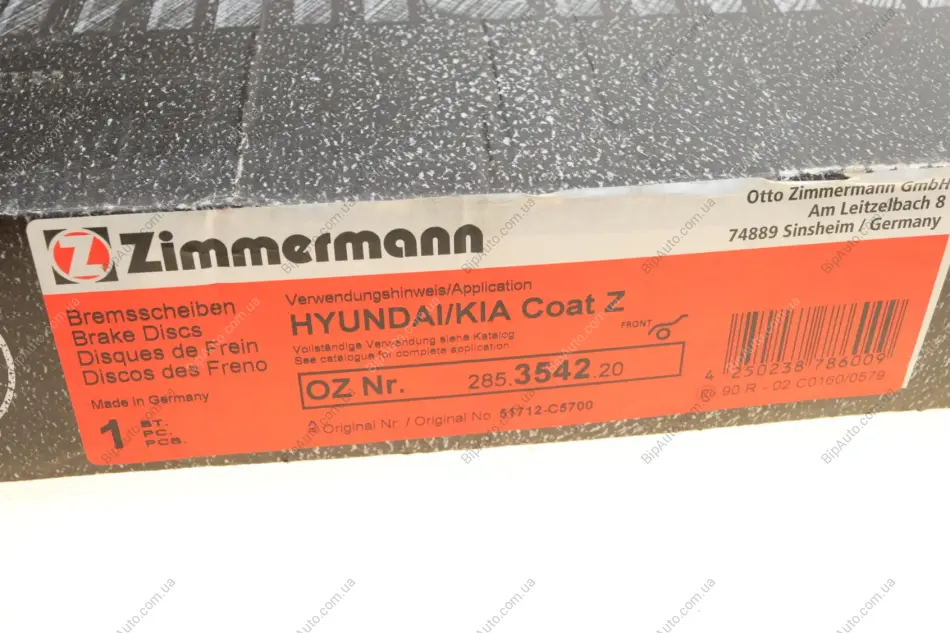 Otto Zimmermann GmbH
Am Leitzelbach 8
74889 Sinsheim / Germany
Z Zimmermann
Bremsscheiben
Brake Discs
Disques de Frein
Discos des Freno
Made in Germany
1 ST.
PC.
PCS.
Verwendungshinweis/Application
HYUNDAI/KIA Coat Z
Vollständige Verwendung siehe Katalog
See catalogue for complete application
FRONT
OZ Nr. 285.3542.20
Original Nr. / Original No. 51712-C5700
4 250238 786009
90 R - 02 C0160/0579
BipAuto.com.ua